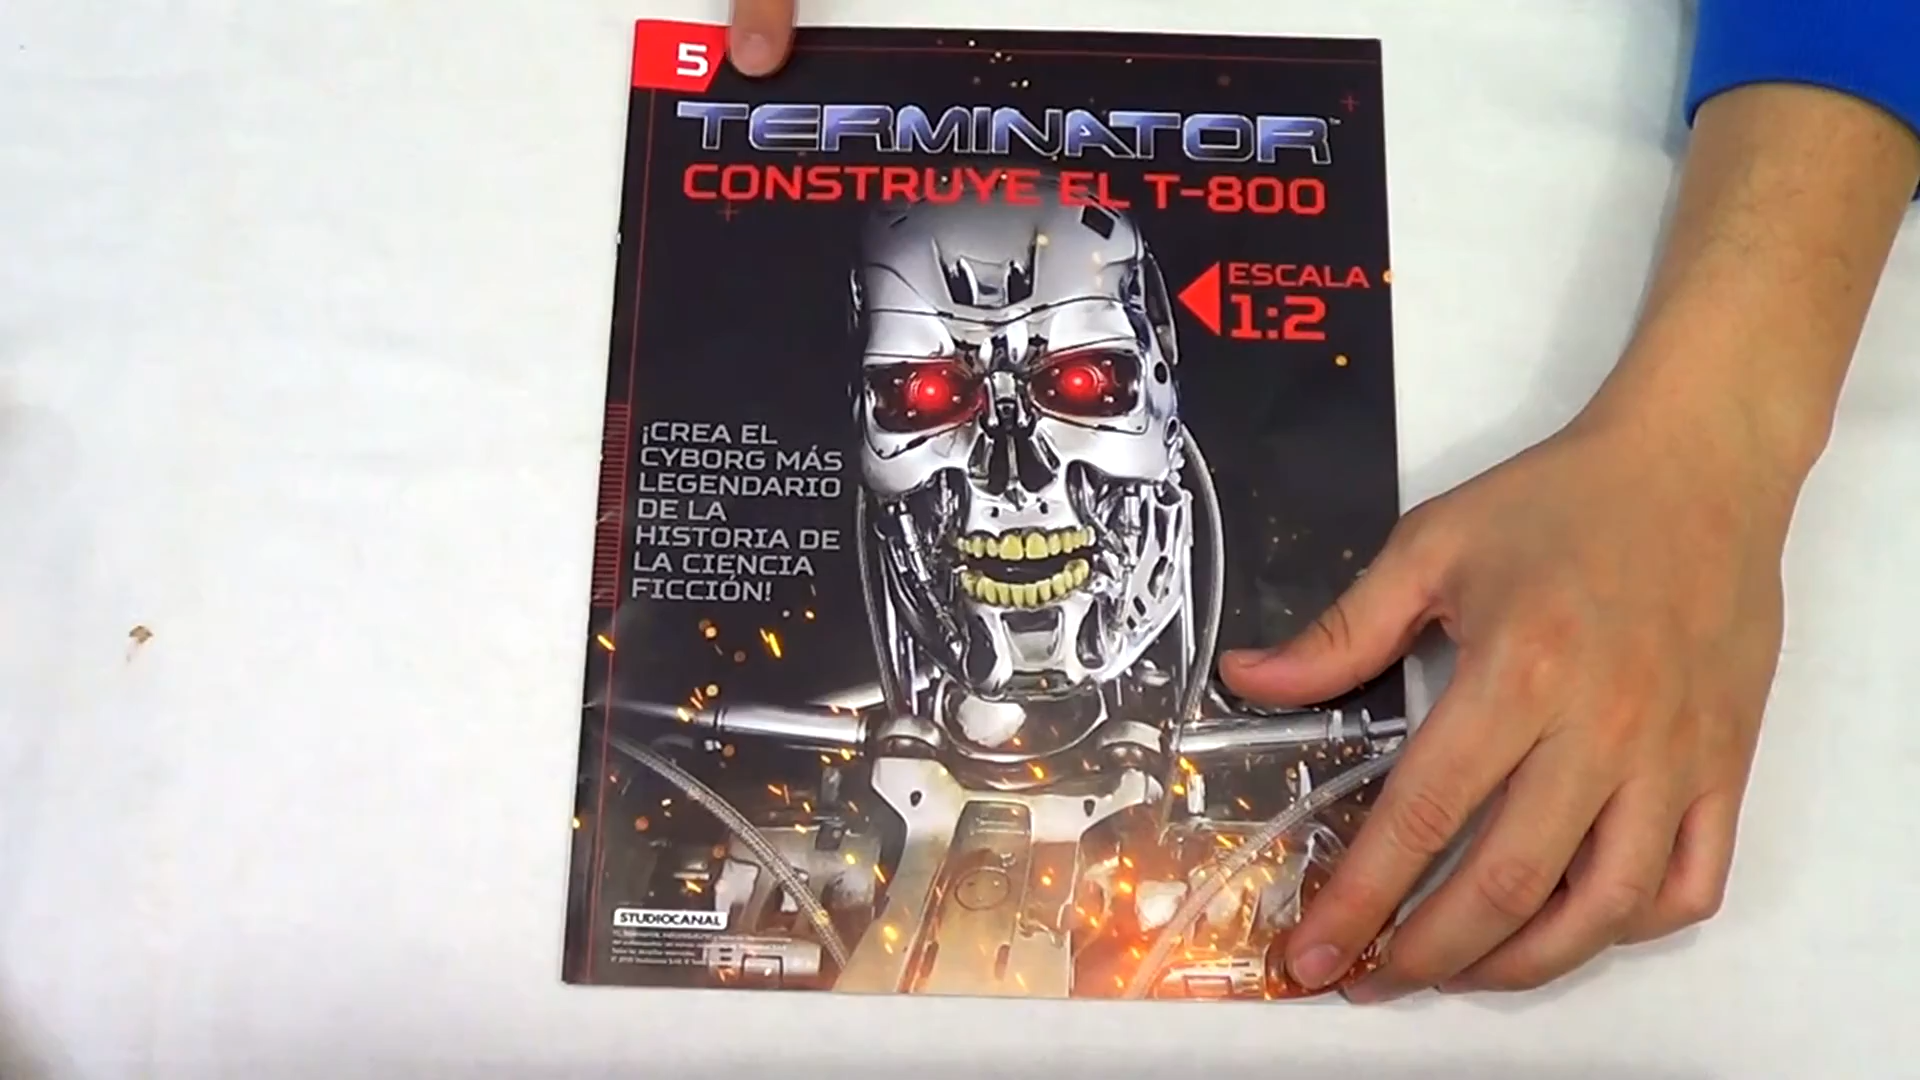 5
TERMINATOR™
CONSTRUYE EL T-800
ESCALA
1:2
¡CREA EL
CYBORG MÁS
LEGENDARIO
DE LA
HISTORIA DE
LA CIENCIA
FICCIÓN!
STUDIOCANAL